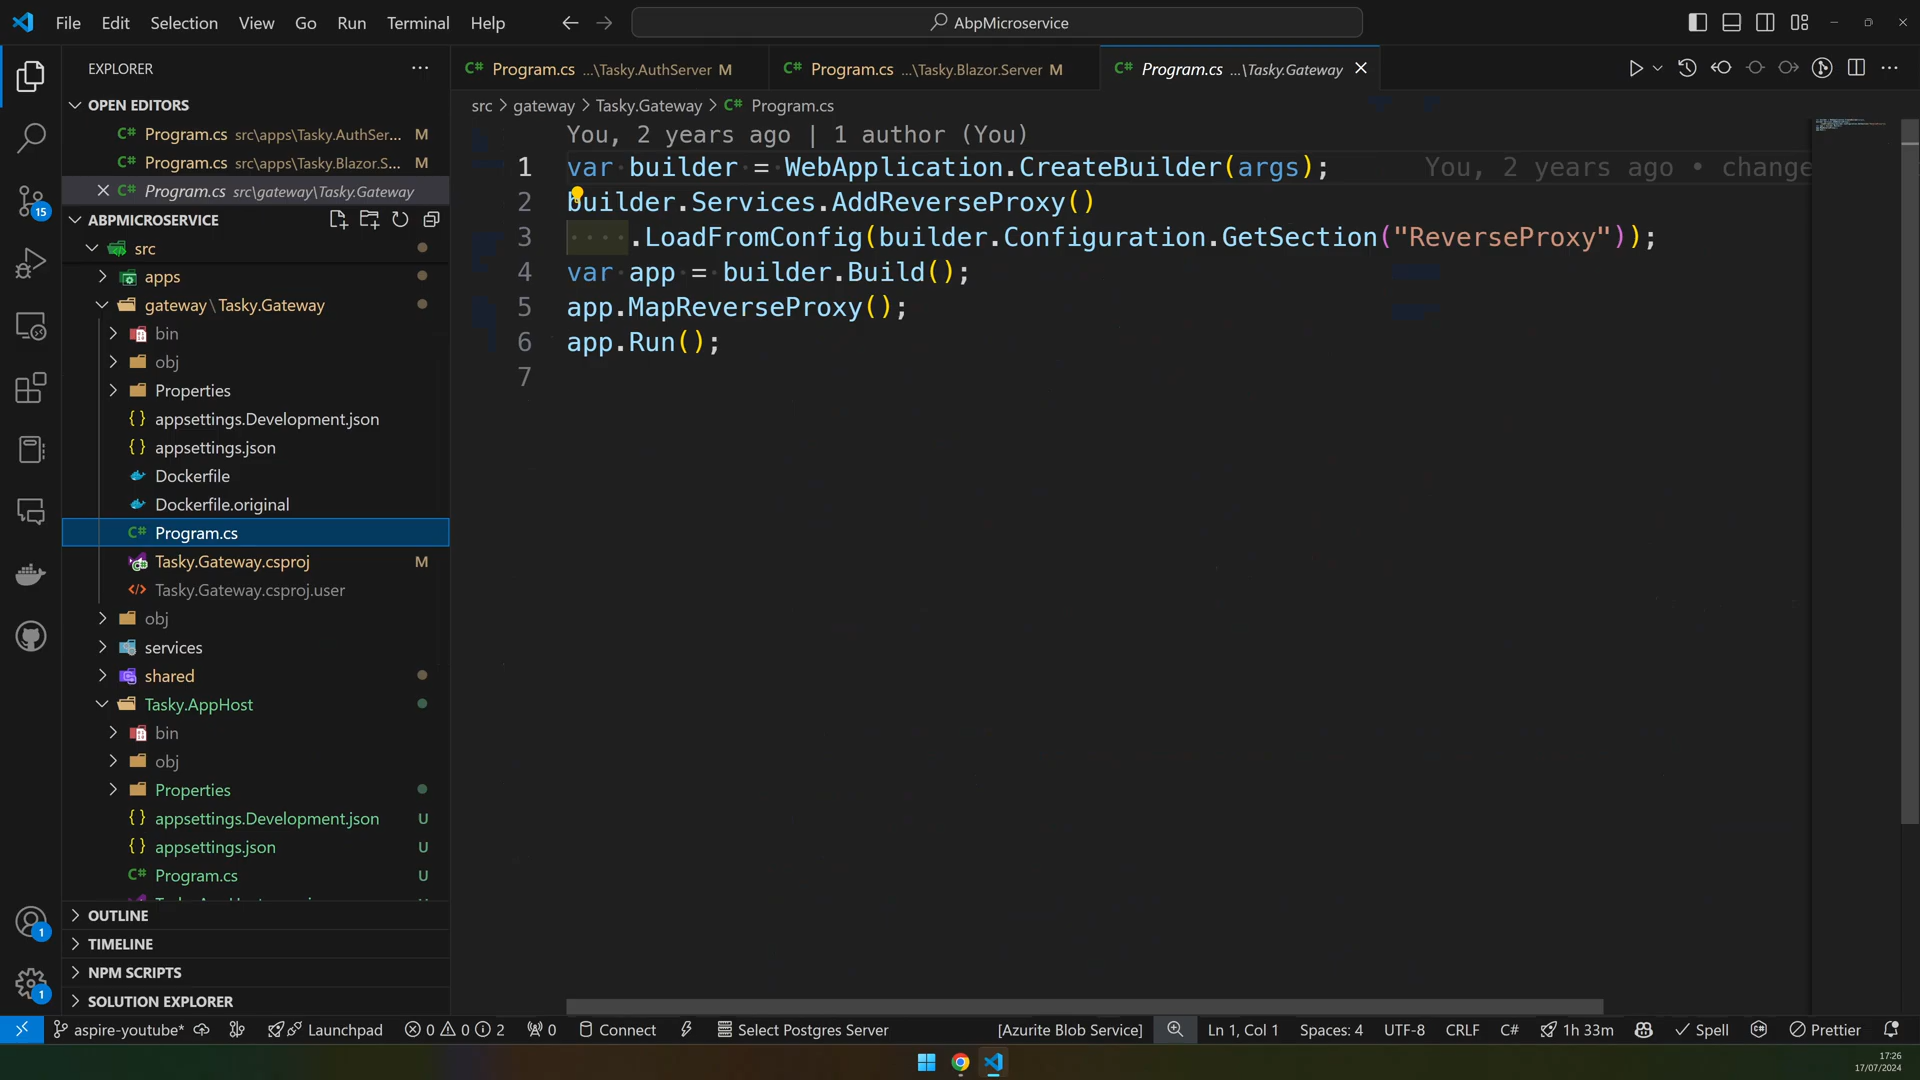 File Edit Selection View Go Run Terminal Help AbpMicroservice
EXPLORER
OPEN EDITORS
Program.cs src\apps\Tasky.AuthSer... M
Program.cs src\apps\Tasky.Blazor.S... M
Program.cs src\gateway\Tasky.Gateway
ABPMICROSERVICE
src
apps
gateway\Tasky.Gateway
bin
obj
Properties
appsettings.Development.json
appsettings.json
Dockerfile
Dockerfile.original
Program.cs
Tasky.Gateway.csproj M
Tasky.Gateway.csproj.user
obj
services
shared
Tasky.AppHost
bin
obj
Properties
appsettings.Development.json U
appsettings.json U
Program.cs U
OUTLINE
TIMELINE
NPM SCRIPTS
SOLUTION EXPLORER
Program.cs ...\Tasky.AuthServer M
Program.cs ...\Tasky.Blazor.Server M
Program.cs ...\Tasky.Gateway
src > gateway > Tasky.Gateway > Program.cs
You, 2 years ago | 1 author (You)
1 var builder = WebApplication.CreateBuilder(args); You, 2 years ago • change
2 builder.Services.AddReverseProxy()
3 .LoadFromConfig(builder.Configuration.GetSection("ReverseProxy"));
4 var app = builder.Build();
5 app.MapReverseProxy();
6 app.Run();
7
15
1
1
aspire-youtube* Launchpad 0 0 2 0 Connect Select Postgres Server [Azurite Blob Service] Ln 1, Col 1 Spaces: 4 UTF-8 CRLF C# 1h 33m Spell Prettier
17:26
17/07/2024